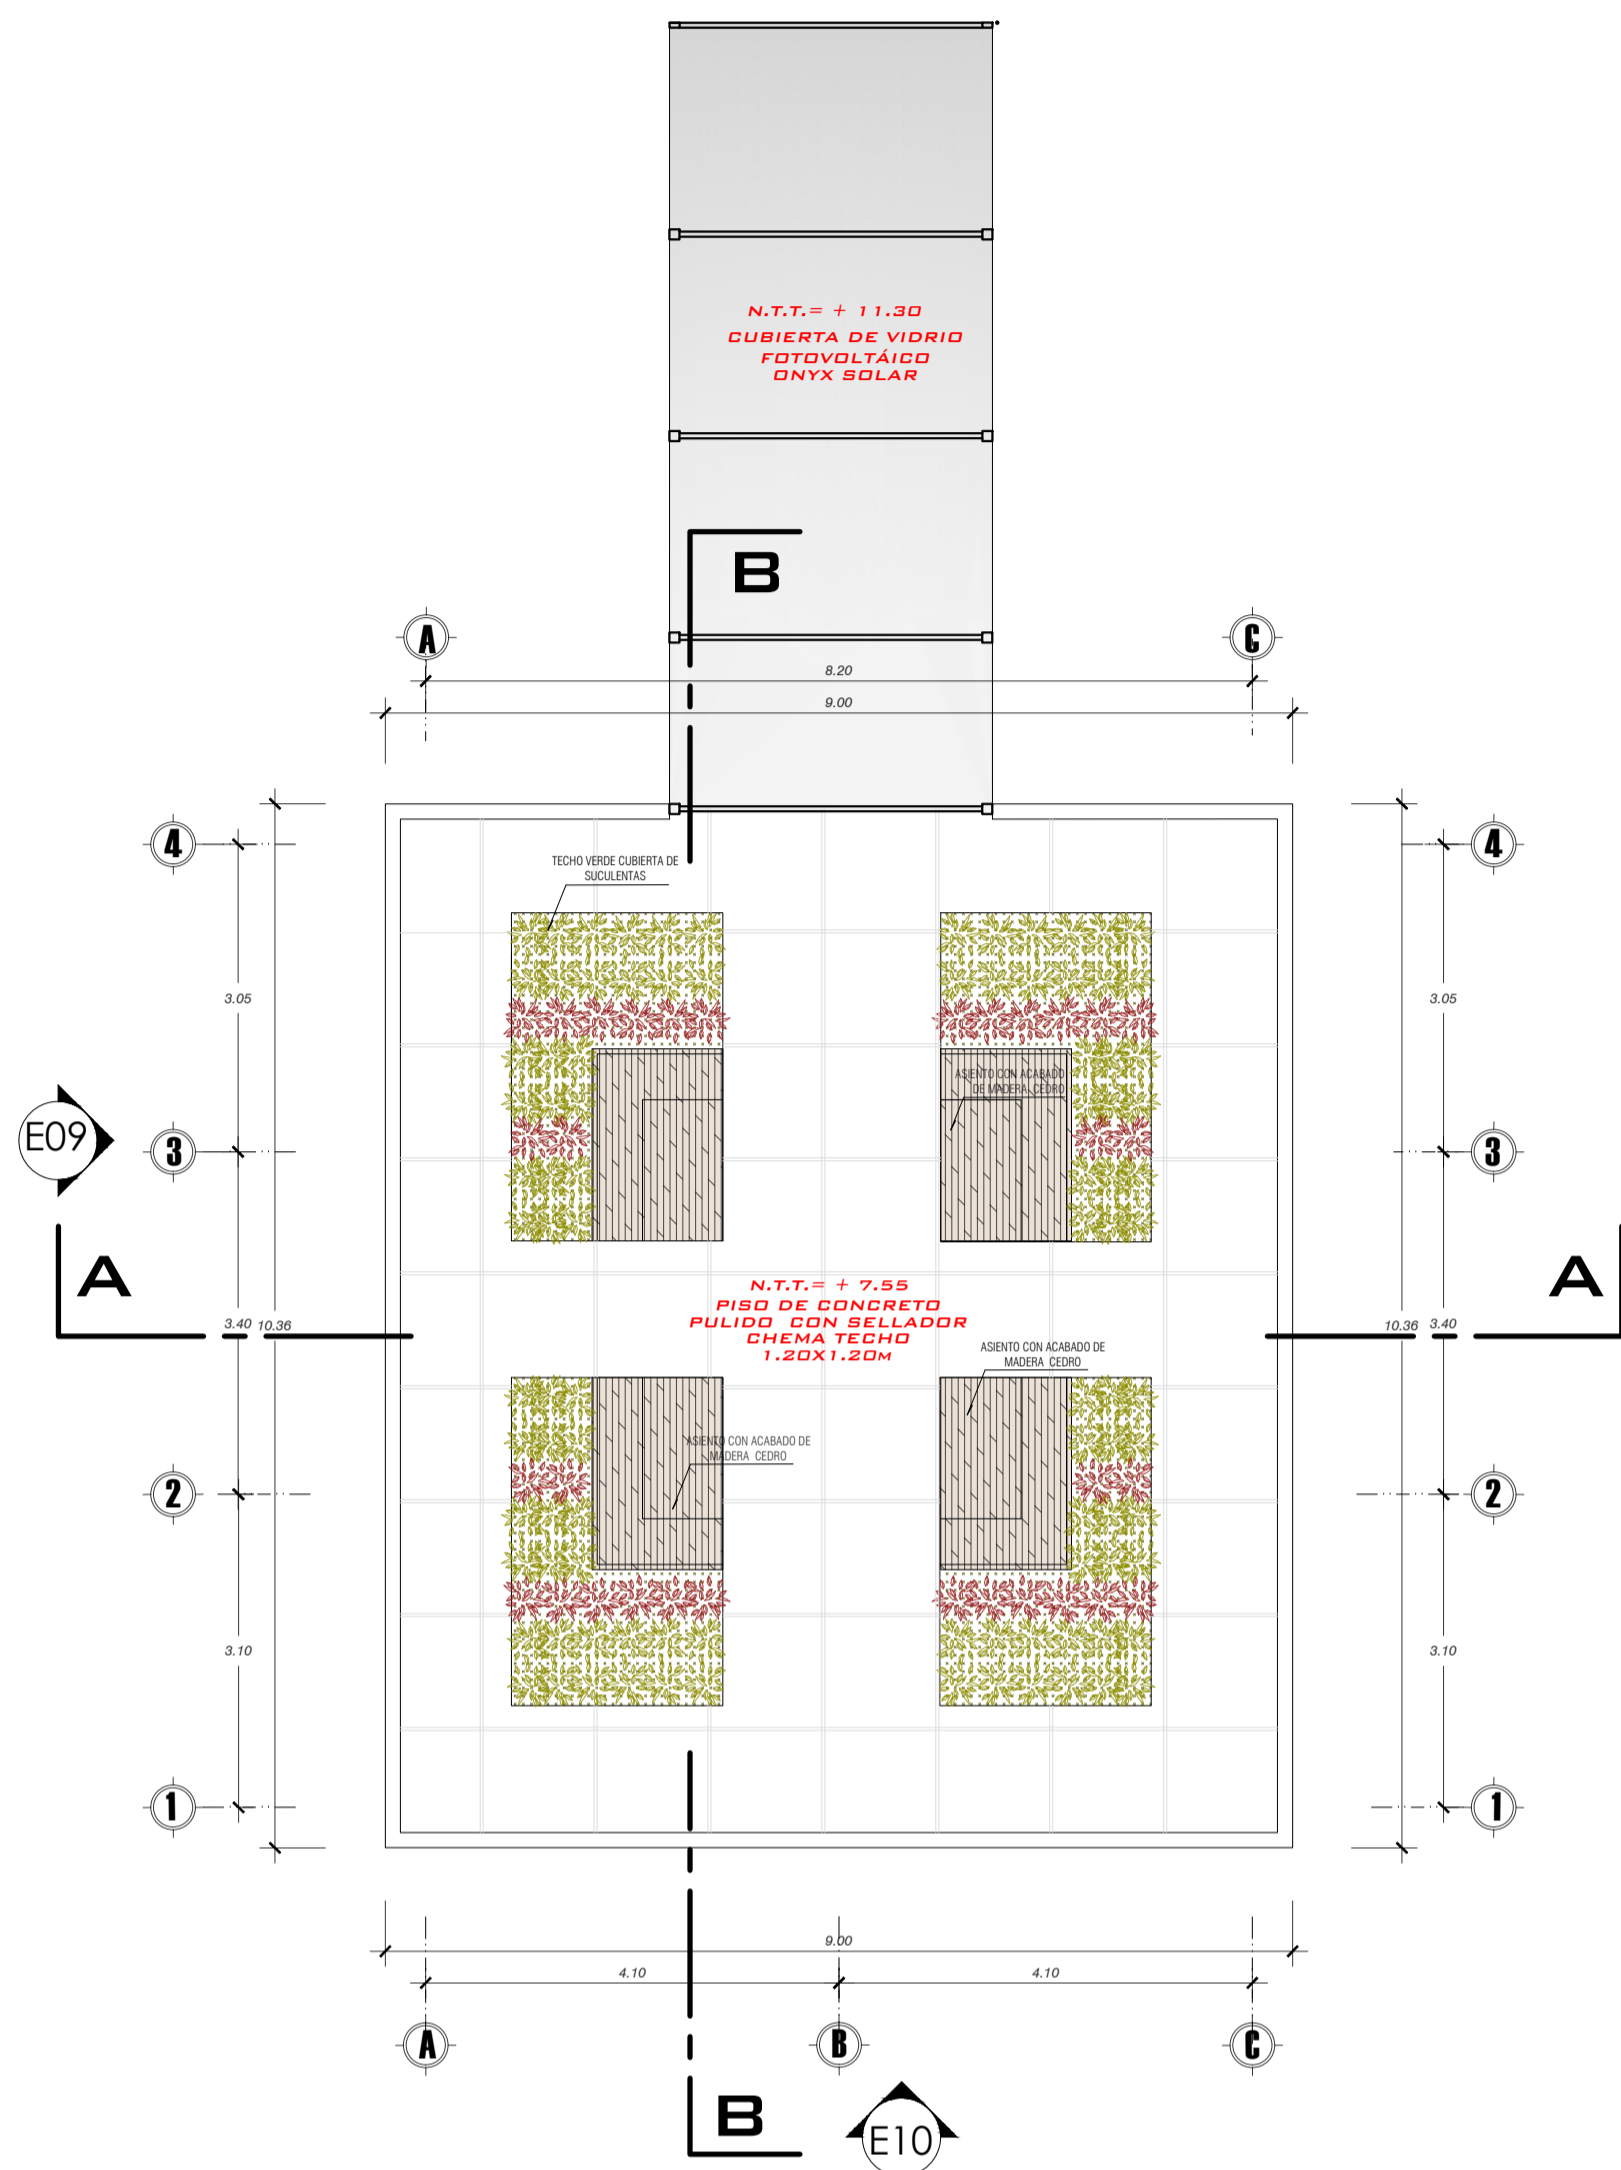 N.T.T.= + 11.30
CUBIERTA DE VIDRIO
FOTOVOLTÁICO
ONYX SOLAR
B
A
C
8.20
9.00
4
4
TECHO VERDE CUBIERTA DE
SUCULENTAS
3.05
3.05
ASIENTO CON ACABADO
DE MADERA CEDRO
E09
3
3
A
A
N.T.T.= + 7.55
PISO DE CONCRETO
PULIDO CON SELLADOR
CHEMA TECHO
1.20X1.20M
3.40
10.36
10.36
3.40
ASIENTO CON ACABADO DE
MADERA CEDRO
ASIENTO CON ACABADO DE
MADERA CEDRO
2
2
3.10
3.10
1
1
9.00
4.10
4.10
A
B
C
B
E10